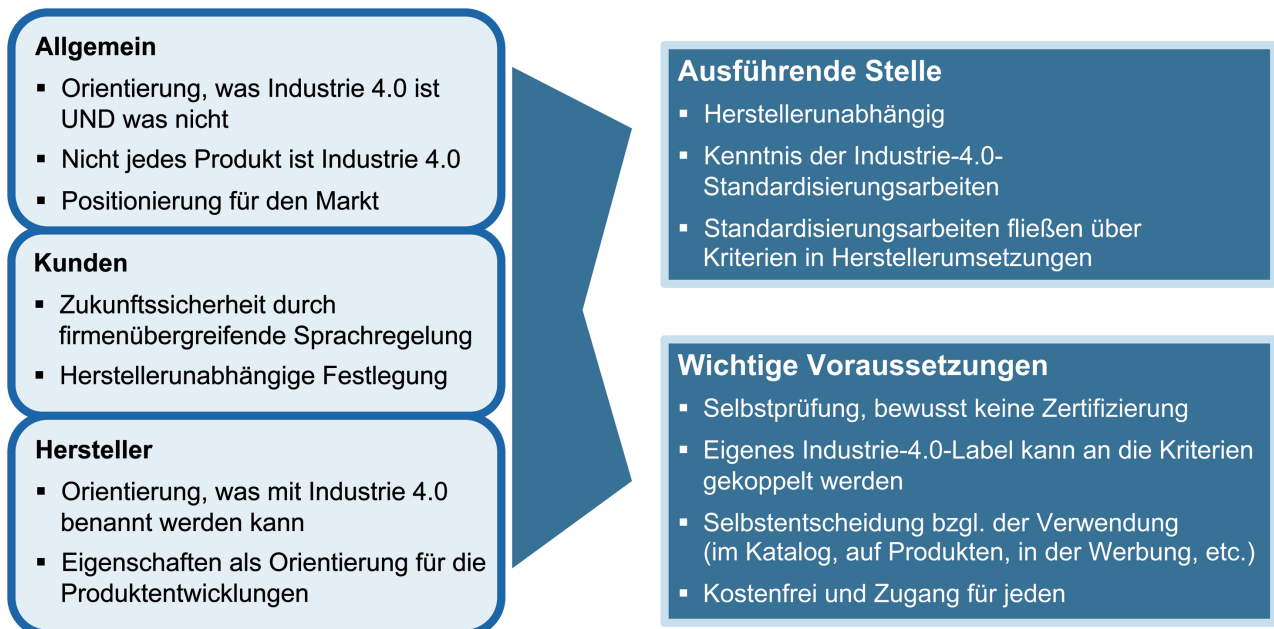 Allgemein
▪ Orientierung, was Industrie 4.0 ist
UND was nicht
▪ Nicht jedes Produkt ist Industrie 4.0
▪ Positionierung für den Markt
Kunden
▪ Zukunftssicherheit durch
firmenübergreifende Sprachregelung
▪ Herstellerunabhängige Festlegung
Hersteller
▪ Orientierung, was mit Industrie 4.0
benannt werden kann
▪ Eigenschaften als Orientierung für die
Produktentwicklungen
Ausführende Stelle
▪ Herstellerunabhängig
▪ Kenntnis der Industrie-4.0-
Standardisierungsarbeiten
▪ Standardisierungsarbeiten fließen über
Kriterien in Herstellerumsetzungen
Wichtige Voraussetzungen
▪ Selbstprüfung, bewusst keine Zertifizierung
▪ Eigenes Industrie-4.0-Label kann an die Kriterien
gekoppelt werden
▪ Selbstentscheidung bzgl. der Verwendung
(im Katalog, auf Produkten, in der Werbung, etc.)
▪ Kostenfrei und Zugang für jeden